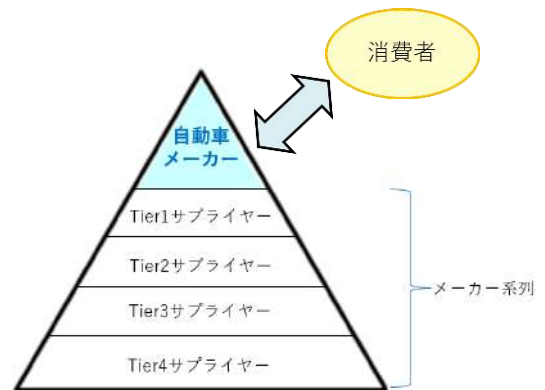 消費者
自動車
メーカー
Tier1サプライヤー
Tier2サプライヤー
Tier3サプライヤー
Tier4サプライヤー
メーカー系列